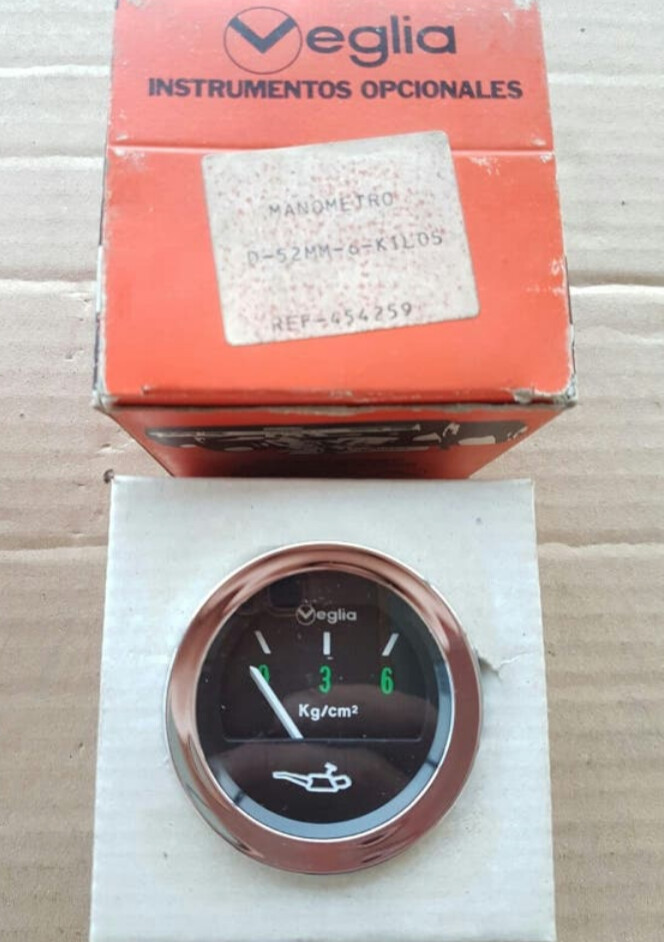 Veglia
INSTRUMENTOS OPCIONALES
MANOMETRO
D-52MM-6-KILOS
REF-454259
Veglia
0 3 6
Kg/cm²